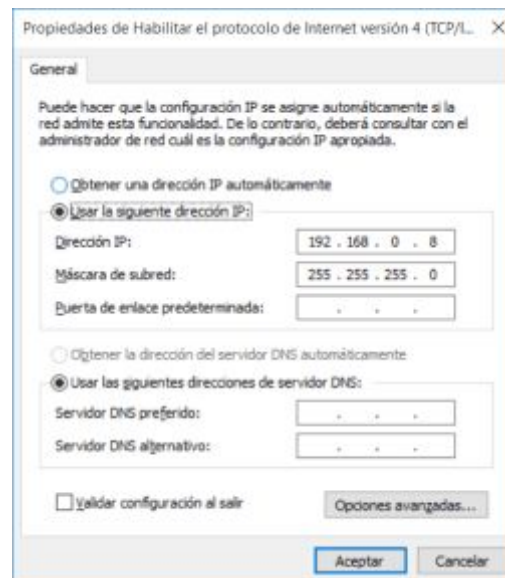 Propiedades de Habilitar el protocolo de Internet versión 4 (TCP/I...
General
Puede hacer que la configuración IP se asigne automáticamente si la
red admite esta funcionalidad. De lo contrario, deberá consultar con el
administrador de red cuál es la configuración IP apropiada.
Obtener una dirección IP automáticamente
Usar la siguiente dirección IP:
Dirección IP: 192 . 168 . 0 . 8
Máscara de subred: 255 . 255 . 255 . 0
Puerta de enlace predeterminada: . . .
Obtener la dirección del servidor DNS automáticamente
Usar las siguientes direcciones de servidor DNS:
Servidor DNS preferido: . . .
Servidor DNS alternativo: . . .
Validar configuración al salir
Opciones avanzadas...
Aceptar Cancelar